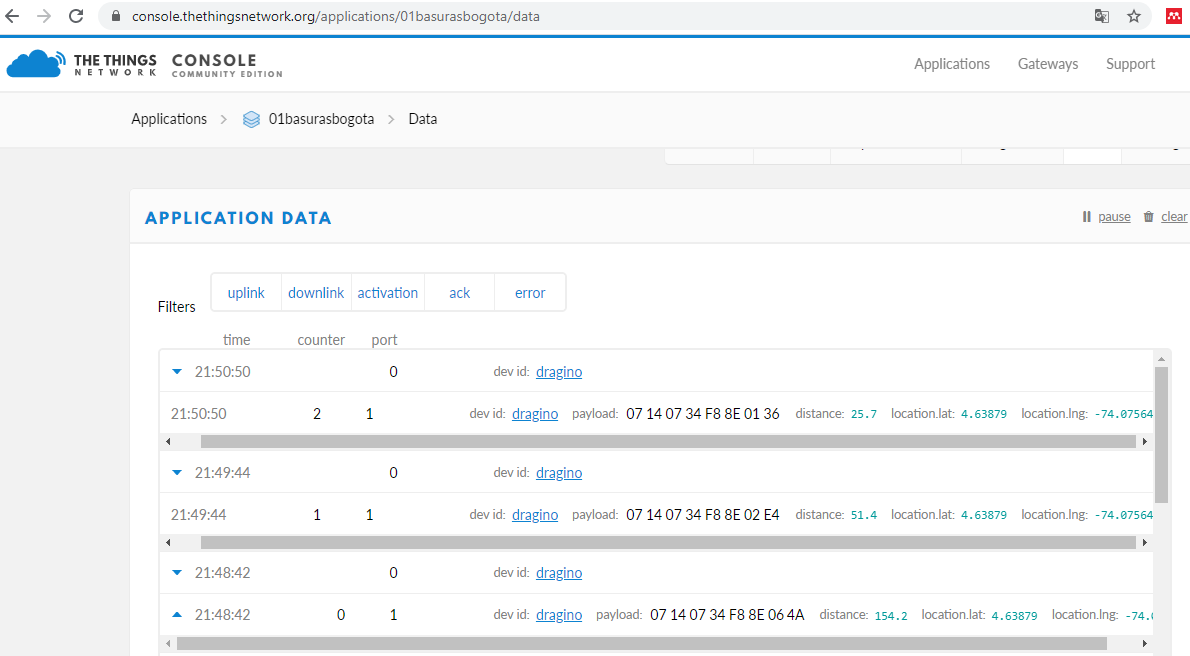 console.thethingsnetwork.org/applications/01basurasbogota/data
THE THINGS NETWORK CONSOLE COMMUNITY EDITION
Applications Gateways Support
Applications > 01basurasbogota > Data
APPLICATION DATA
pause clear
Filters uplink downlink activation ack error
time counter port
21:50:50 0 dev id: dragino
21:50:50 2 1 dev id: dragino payload: 07 14 07 34 F8 8E 01 36 distance: 25.7 location.lat: 4.63879 location.lng: -74.07564
21:49:44 0 dev id: dragino
21:49:44 1 1 dev id: dragino payload: 07 14 07 34 F8 8E 02 E4 distance: 51.4 location.lat: 4.63879 location.lng: -74.07564
21:48:42 0 dev id: dragino
21:48:42 0 1 dev id: dragino payload: 07 14 07 34 F8 8E 06 4A distance: 154.2 location.lat: 4.63879 location.lng: -74.